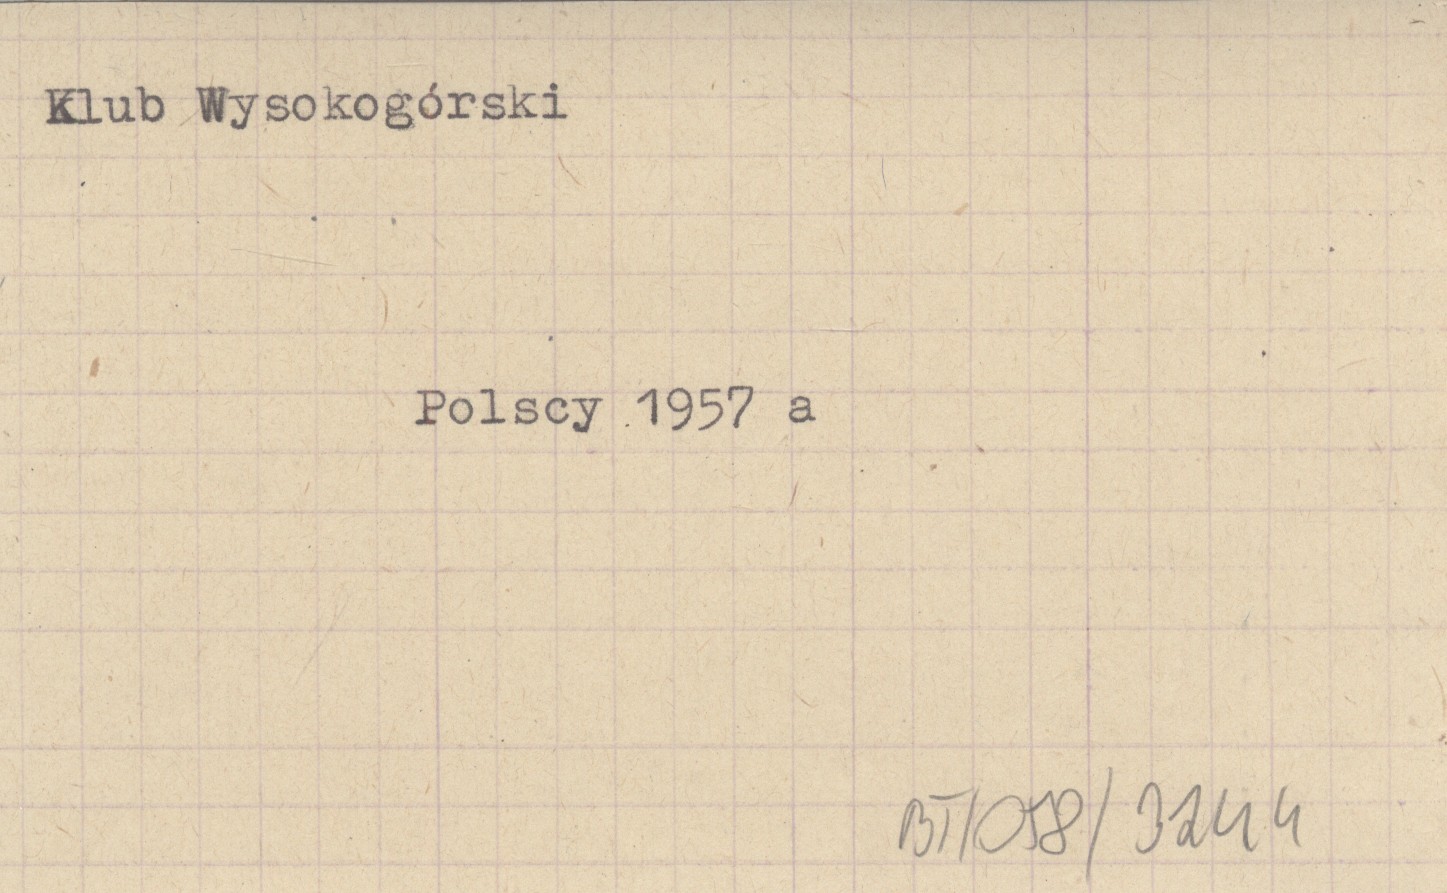 Klub Wysokogórski
Polscy 1957 a
BT/058/3244